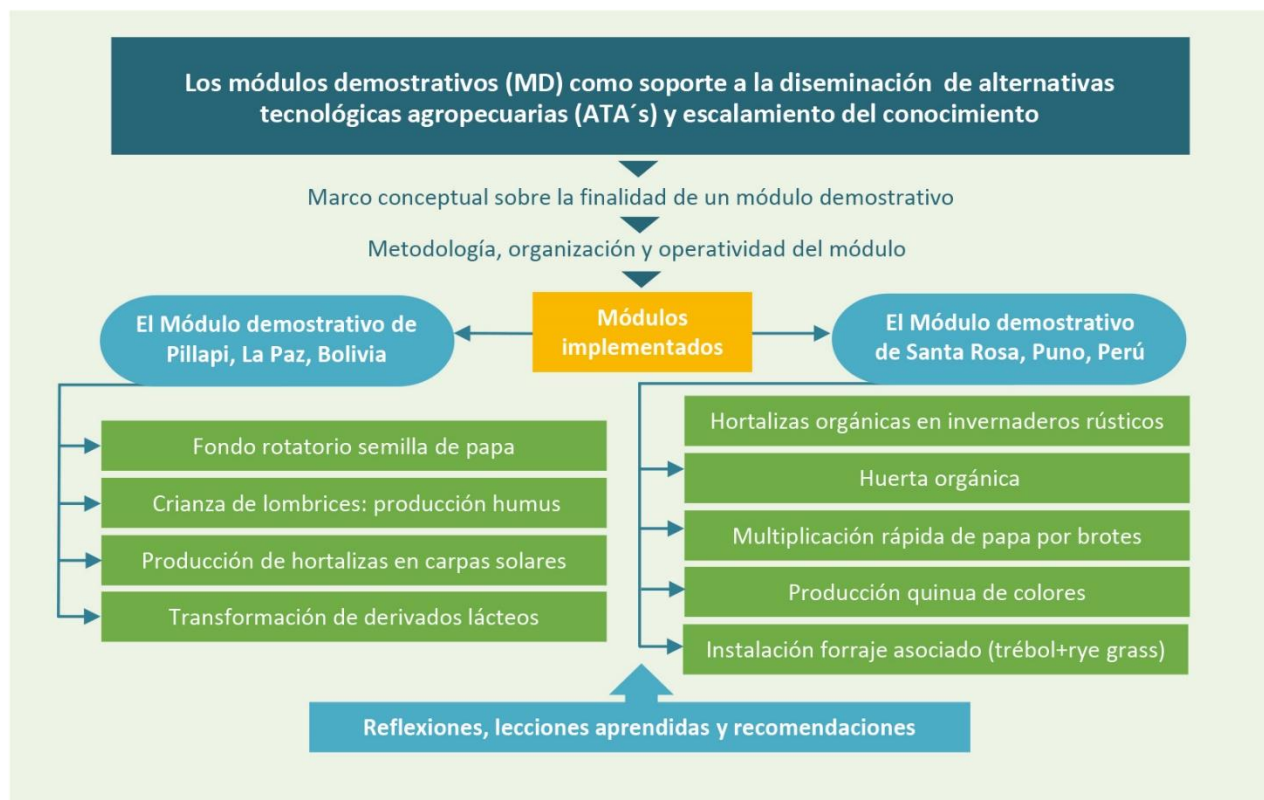 Los módulos demostrativos (MD) como soporte a la diseminación de alternativas
tecnológicas agropecuarias (ATA´s) y escalamiento del conocimiento
Marco conceptual sobre la finalidad de un módulo demostrativo
Metodología, organización y operatividad del módulo
Módulos
implementados
El Módulo demostrativo de
Pillapi, La Paz, Bolivia
Fondo rotatorio semilla de papa
Crianza de lombrices: producción humus
Producción de hortalizas en carpas solares
Transformación de derivados lácteos
El Módulo demostrativo
de Santa Rosa, Puno, Perú
Hortalizas orgánicas en invernaderos rústicos
Huerta orgánica
Multiplicación rápida de papa por brotes
Producción quinua de colores
Instalación forraje asociado (trébol+rye grass)
Reflexiones, lecciones aprendidas y recomendaciones